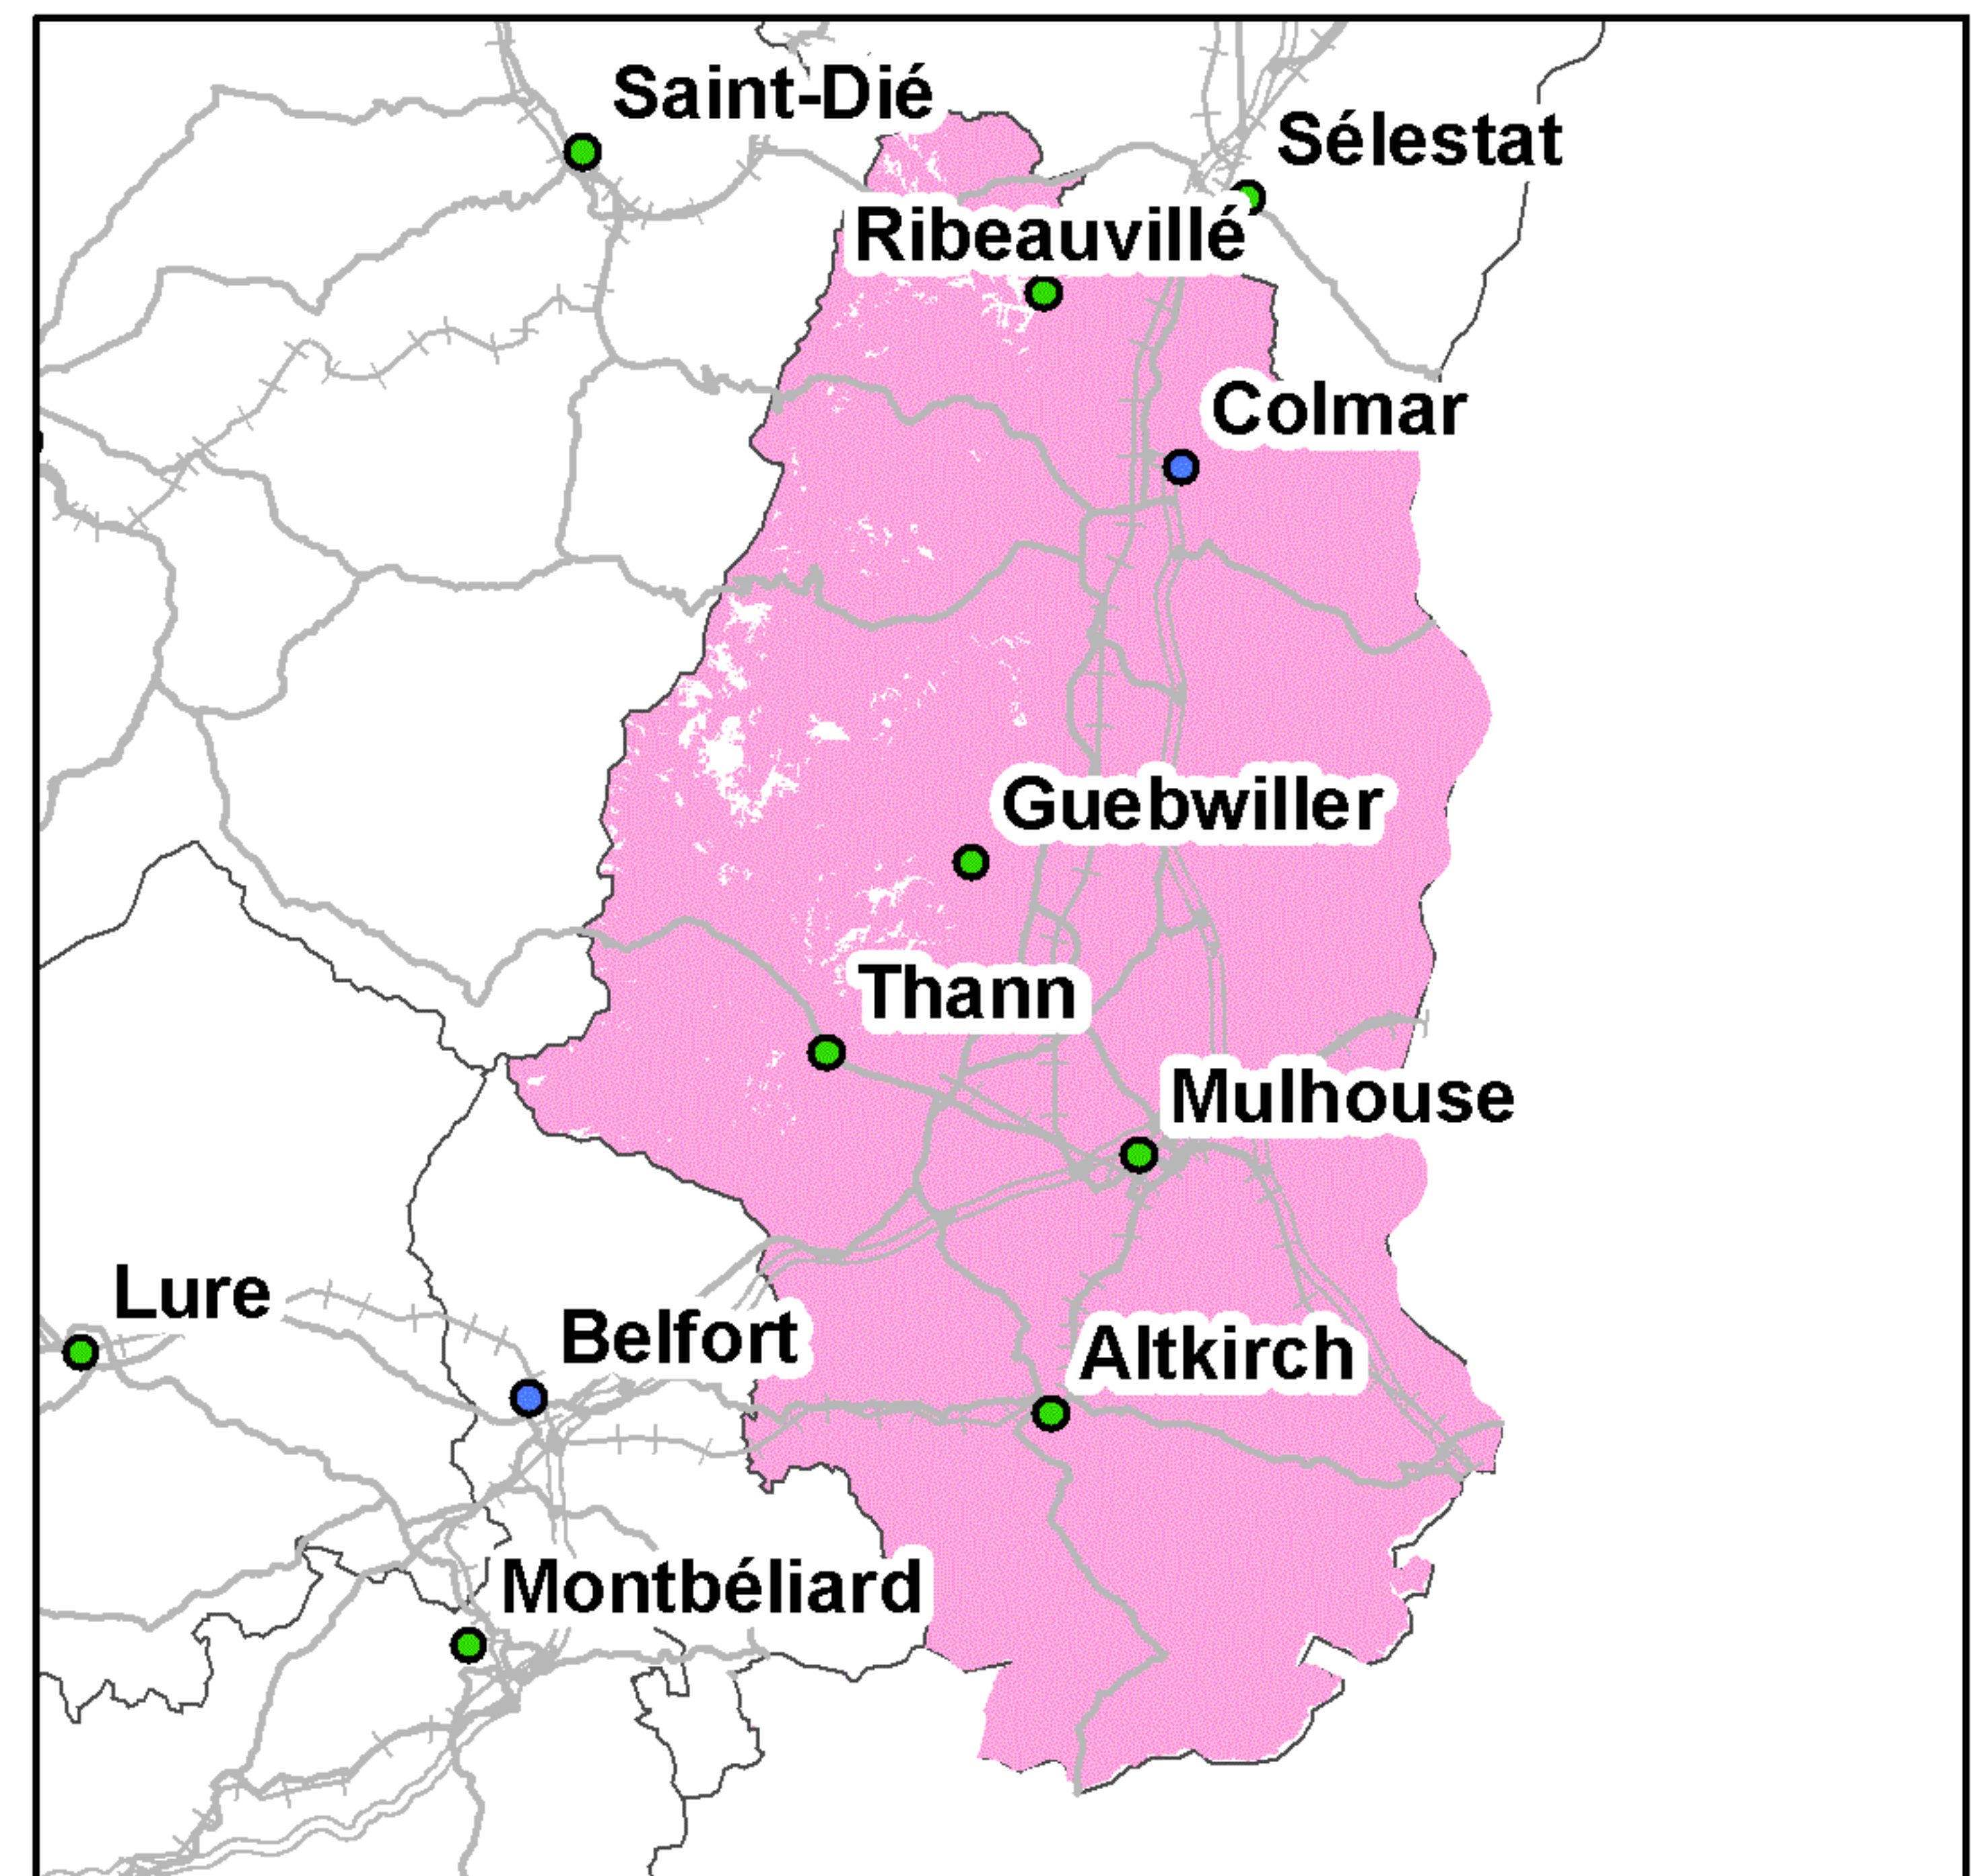 Saint-Dié
Sélestat
Ribeauvillé
Colmar
Guebwiller
Thann
Mulhouse
Lure
Belfort
Altkirch
Montbéliard